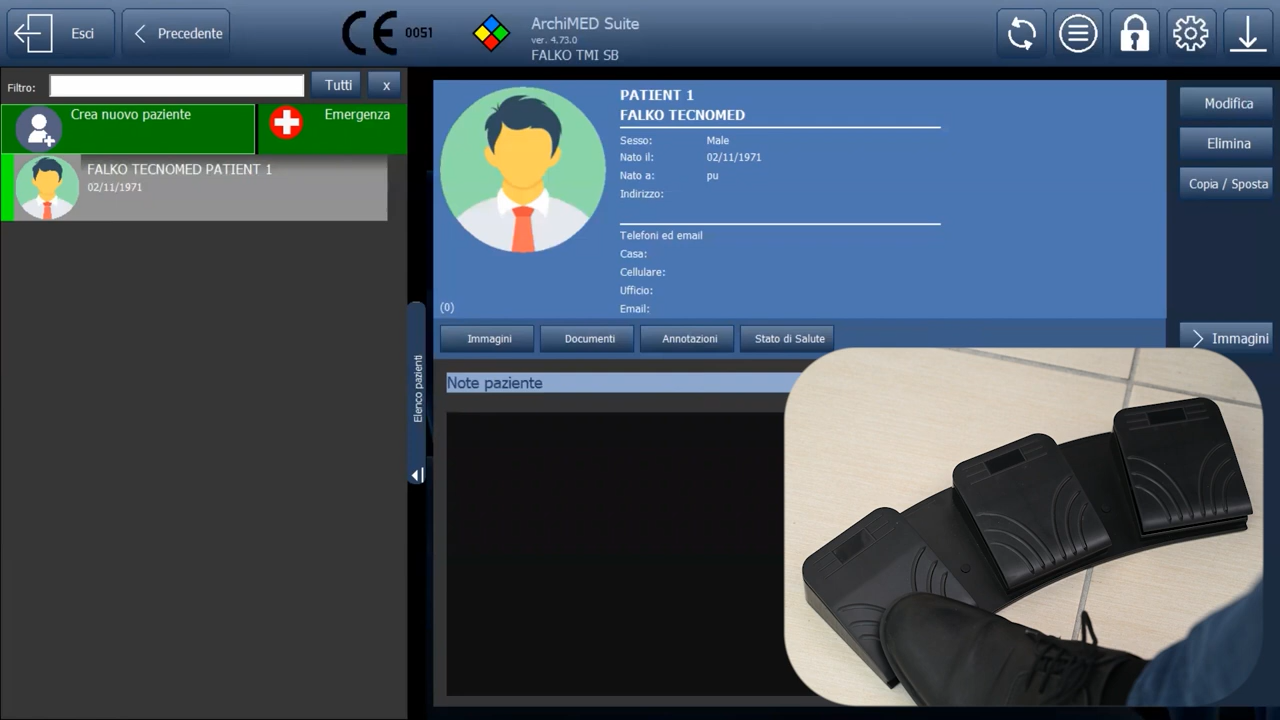 Esci
Precedente
CE 0051
ArchiMED Suite
ver. 4.73.0
FALKO TMI SB
Filtro:
Tutti
x
Crea nuovo paziente
Emergenza
FALKO TECNOMED PATIENT 1
02/11/1971
Elenco pazienti
PATIENT 1
FALKO TECNOMED
Sesso: Male
Nato il: 02/11/1971
Nato a: pu
Indirizzo:
Telefoni ed email
Casa:
Cellulare:
Ufficio:
Email:
(0)
Immagini
Documenti
Annotazioni
Stato di Salute
Note paziente
Modifica
Elimina
Copia / Sposta
Immagini